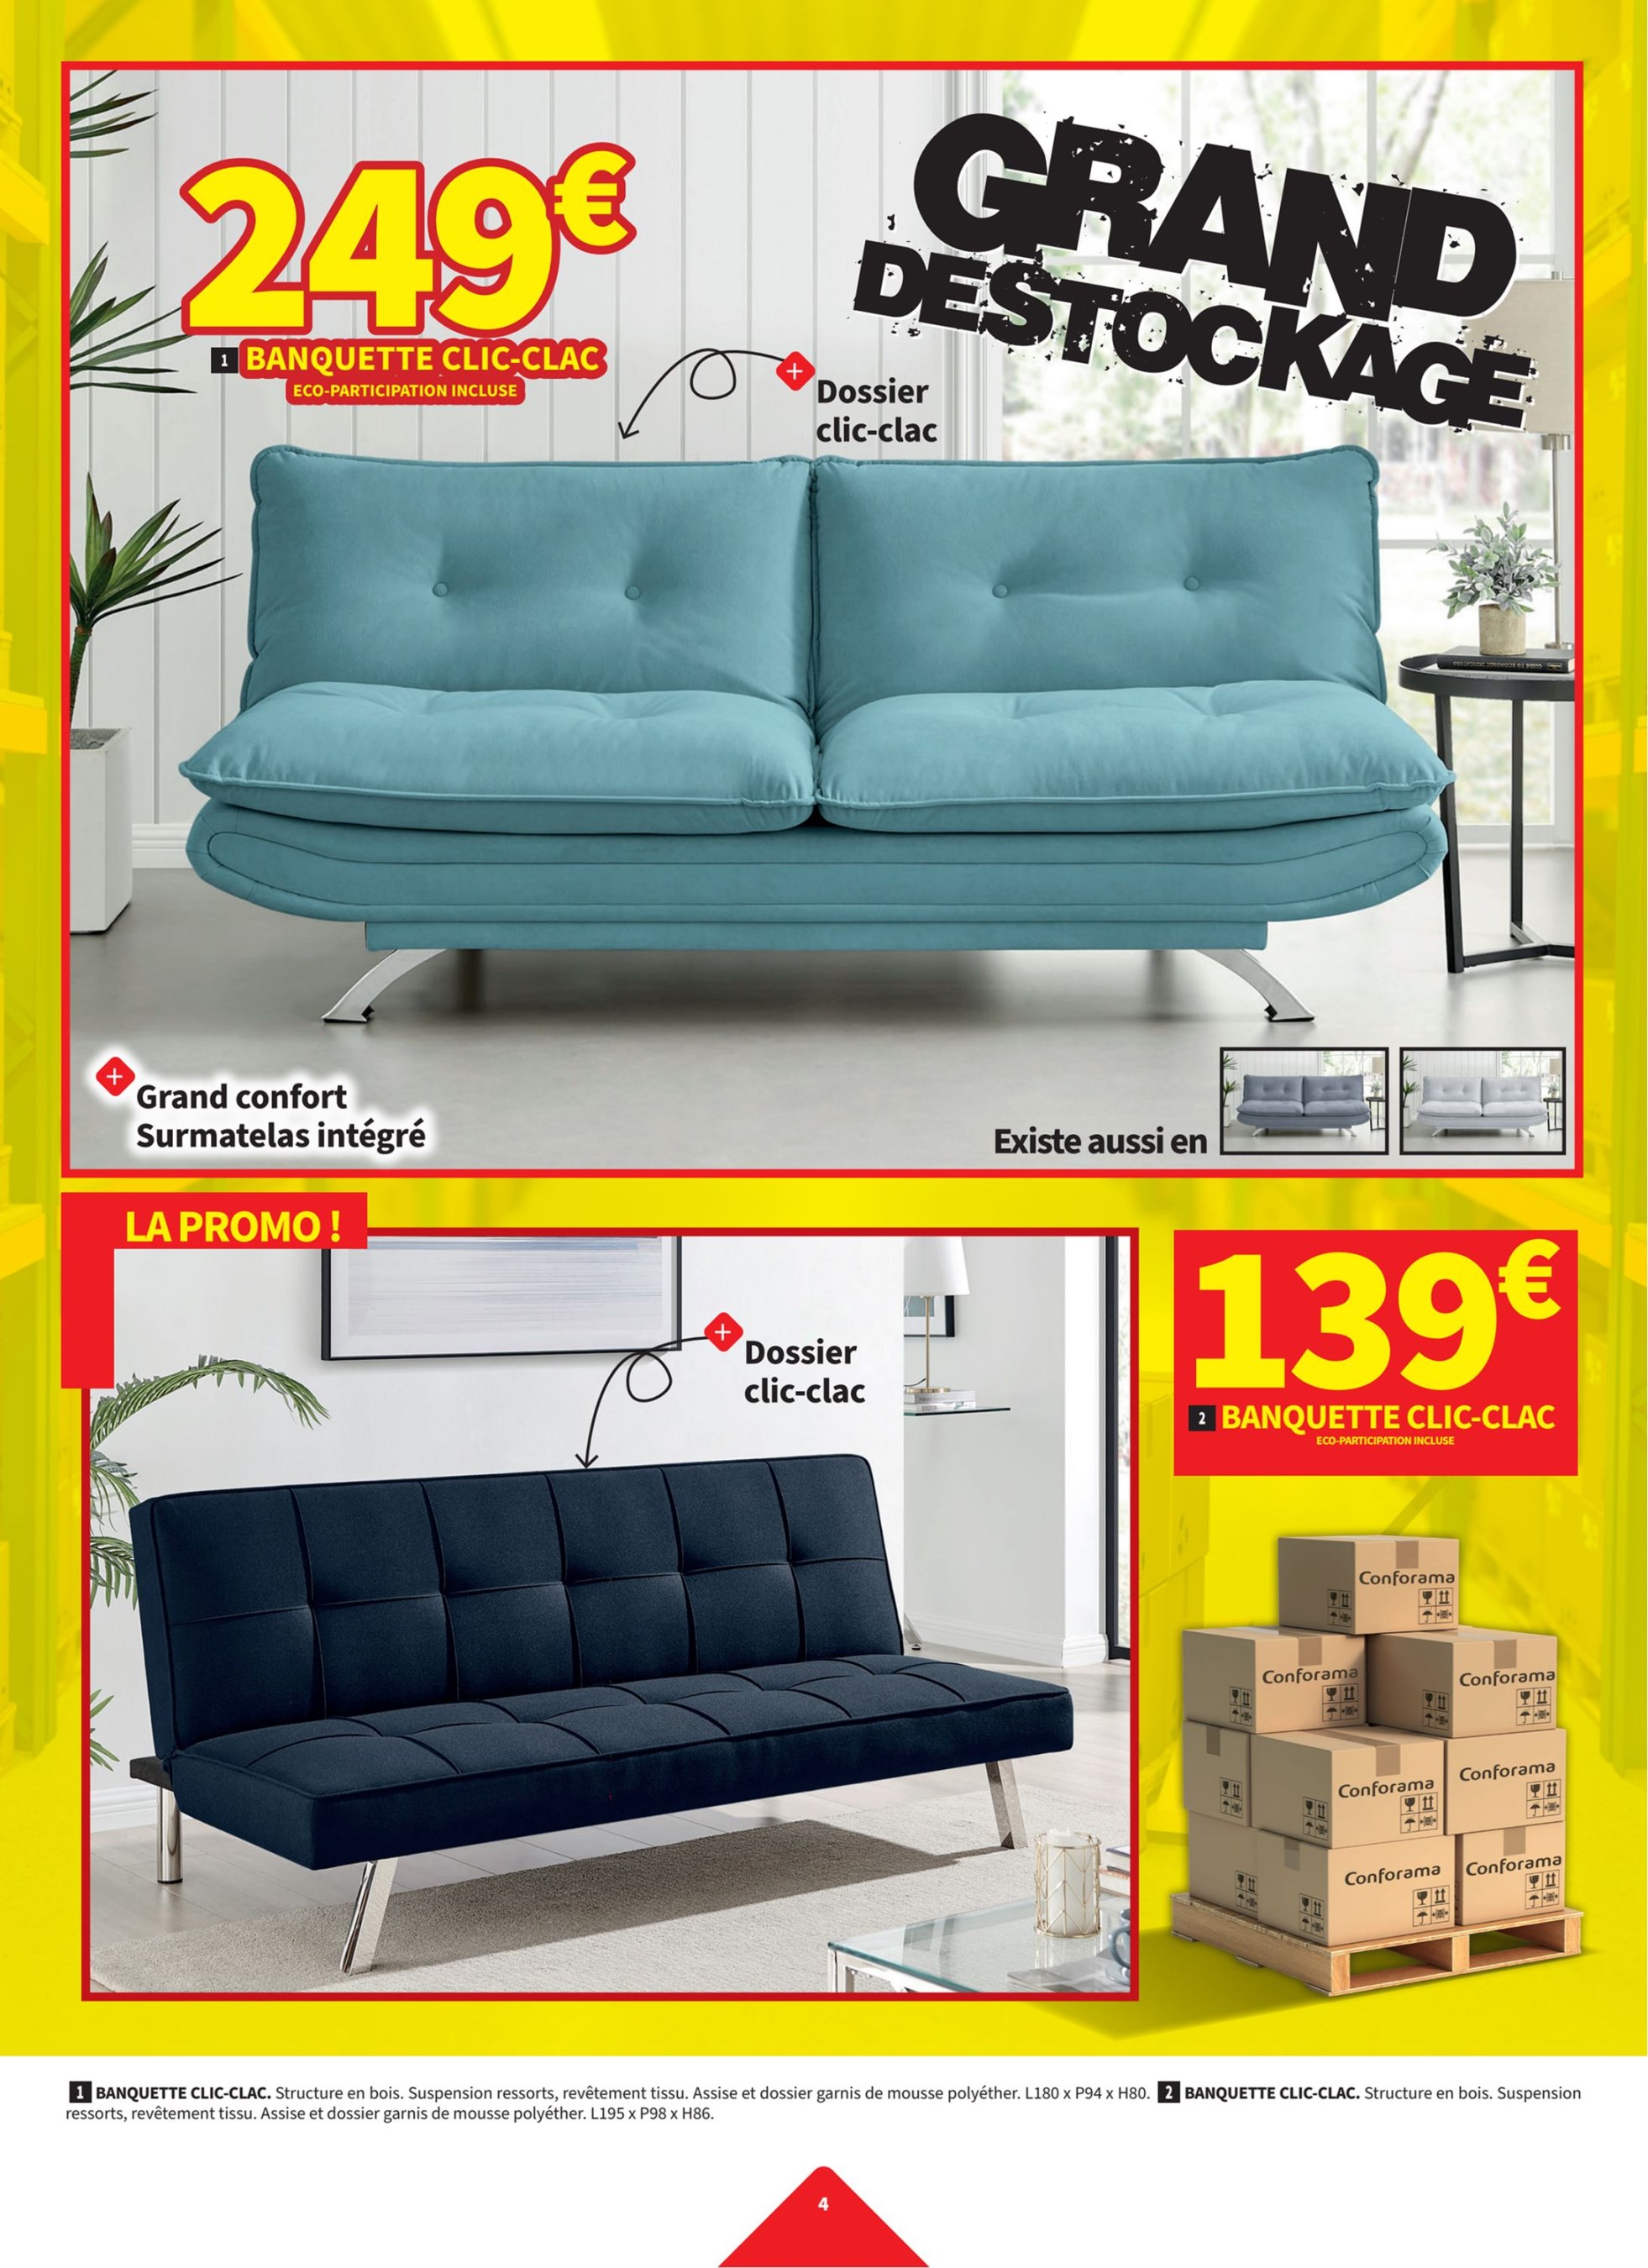 249€
1 BANQUETTE CLIC-CLAC
ECO-PARTICIPATION INCLUSE
GRAND
DESTOCKAGE
+ Dossier
clic-clac
+ Grand confort
Surmatelas intégré
Existe aussi en
LA PROMO !
+ Dossier
clic-clac
139€
2 BANQUETTE CLIC-CLAC
ECO-PARTICIPATION INCLUSE
Conforama
Conforama
Conforama
Conforama
Conforama
Conforama
Conforama
1 BANQUETTE CLIC-CLAC. Structure en bois. Suspension ressorts, revêtement tissu. Assise et dossier garnis de mousse polyéther. L180 x P94 x H80. 2 BANQUETTE CLIC-CLAC. Structure en bois. Suspension
ressorts, revêtement tissu. Assise et dossier garnis de mousse polyéther. L195 x P98 x H86.
4